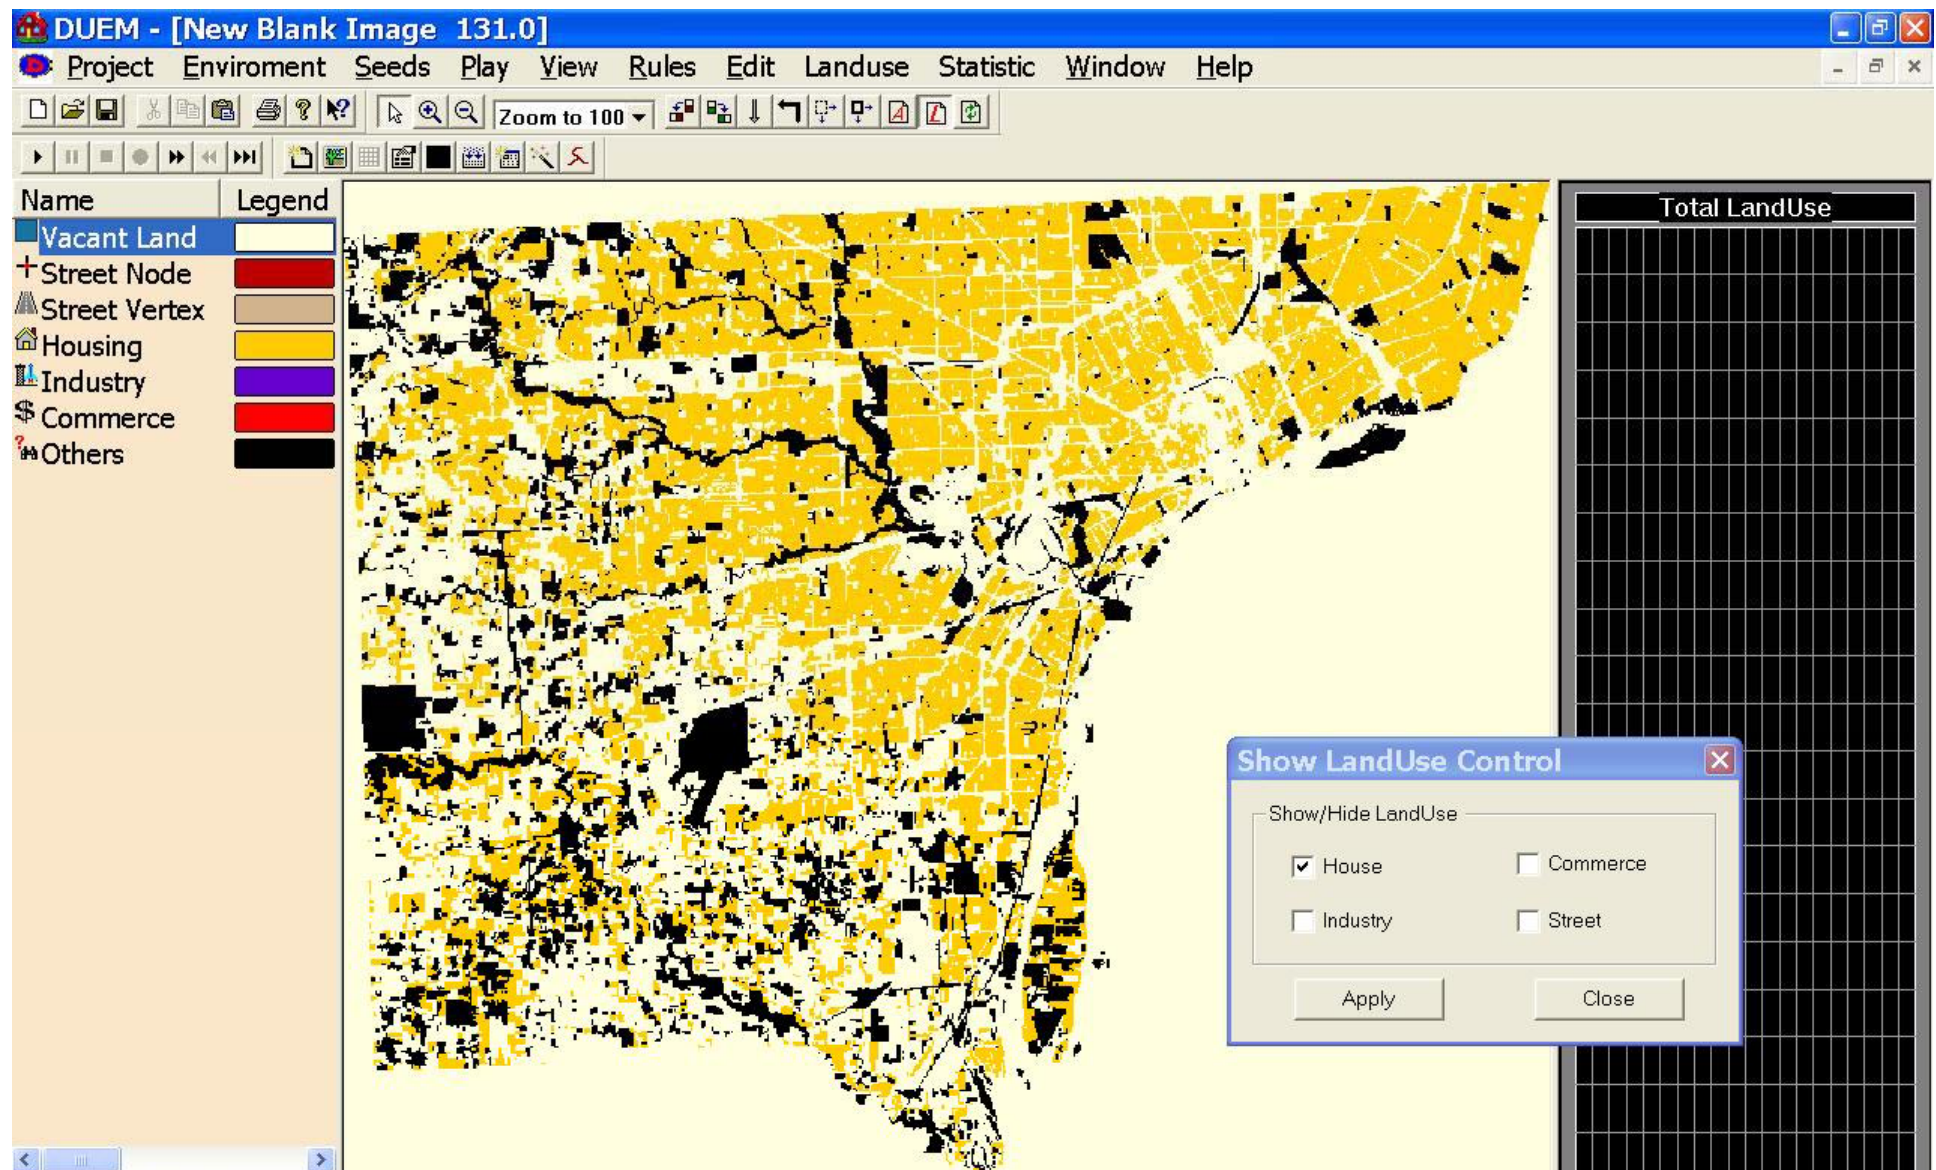 DUEM - [New Blank Image 131.0]
Project Enviroment Seeds Play View Rules Edit Landuse Statistic Window Help
Zoom to 100
Name Legend
Vacant Land
Street Node
Street Vertex
Housing
Industry
Commerce
Others
Total LandUse
Show LandUse Control
Show/Hide LandUse
House Commerce
Industry Street
Apply Close